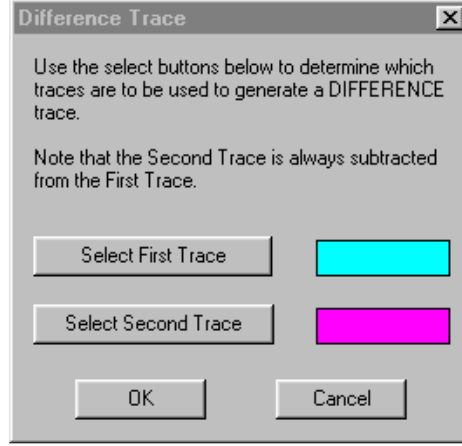 Difference Trace
Use the select buttons below to determine which
traces are to be used to generate a DIFFERENCE
trace.
Note that the Second Trace is always subtracted
from the First Trace.
Select First Trace
Select Second Trace
OK
Cancel